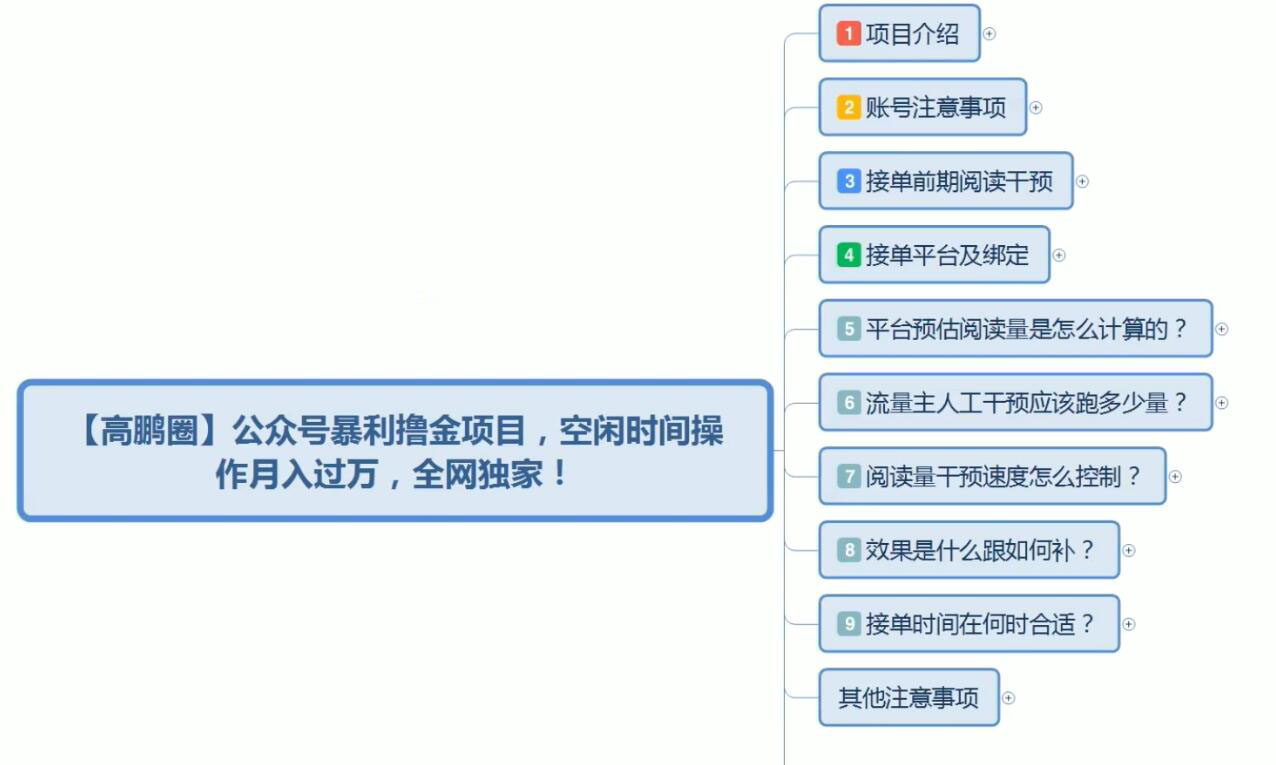 【高鹏圈】公众号暴利撸金项目，空闲时间操
作月入过万，全网独家！
1 项目介绍
2 账号注意事项
3 接单前期阅读干预
4 接单平台及绑定
5 平台预估阅读量是怎么计算的？
6 流量主人工干预应该跑多少量？
7 阅读量干预速度怎么控制？
8 效果是什么跟如何补？
9 接单时间在何时合适？
其他注意事项